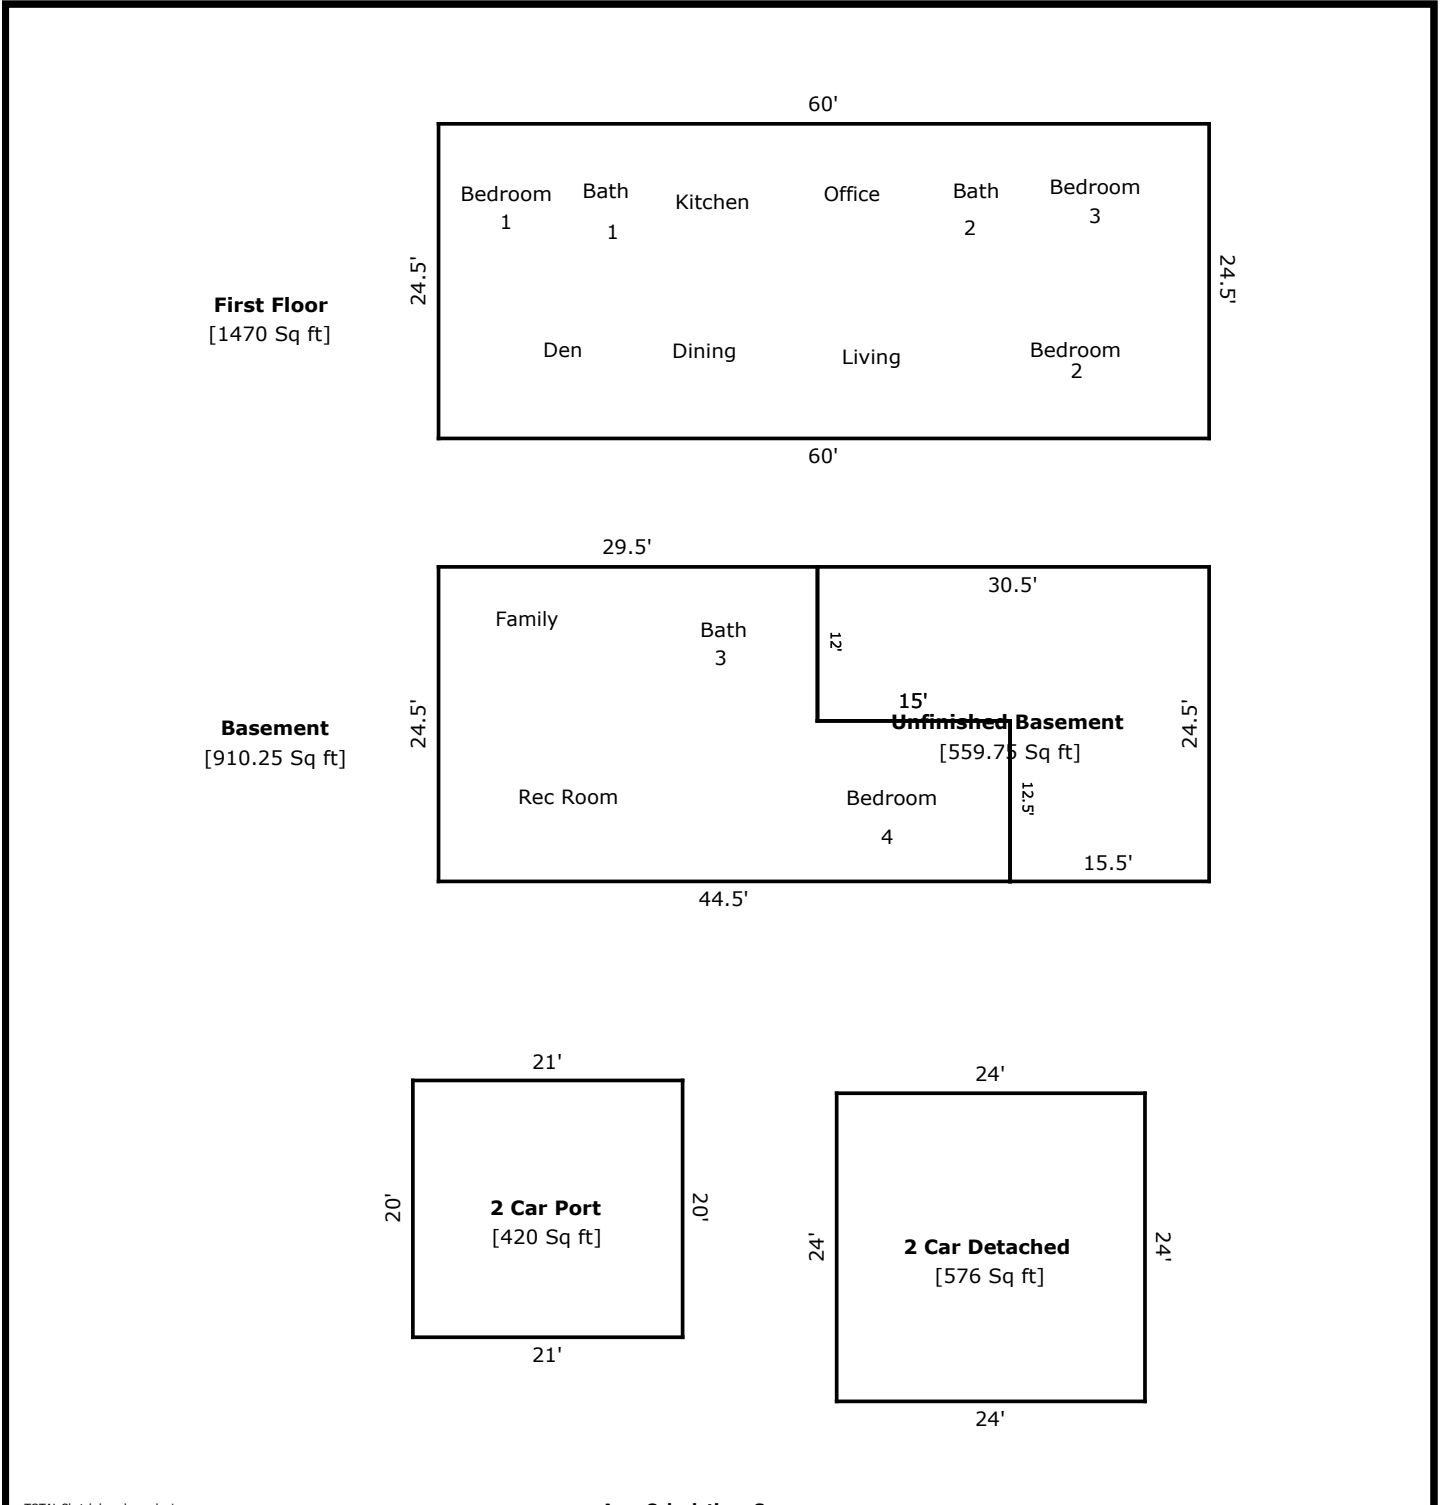 60'
Bedroom
1
Bath
1
Kitchen
Office
Bath
2
Bedroom
3
24.5'
24.5'
First Floor
[1470 Sq ft]
Den
Dining
Living
Bedroom
2
60'
29.5'
30.5'
Family
Bath
3
12'
15'
24.5'
24.5'
Basement
[910.25 Sq ft]
Unfinished Basement
[559.75 Sq ft]
Rec Room
Bedroom
4
12.5'
15.5'
44.5'
21'
24'
20'
2 Car Port
[420 Sq ft]
20'
24'
2 Car Detached
[576 Sq ft]
24'
21'
24'